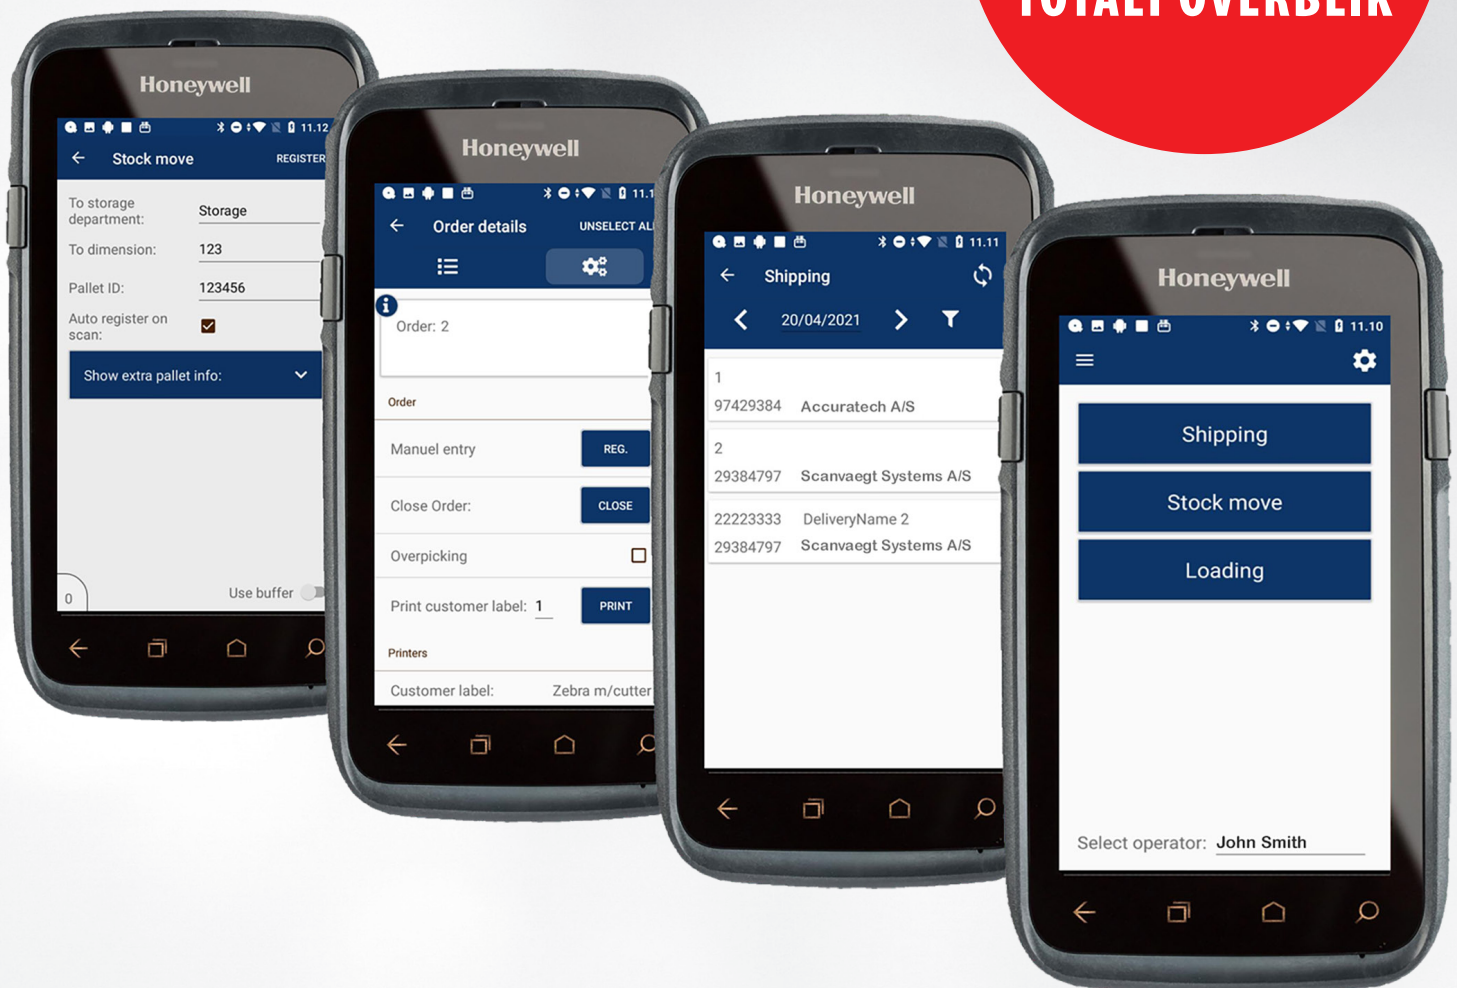 TOTALT OVERBLIK
Honeywell
11.12
Stock move
REGISTER
To storage
department:
Storage
To dimension:
123
Pallet ID:
123456
Auto register on
scan:
Show extra pallet info:
0
Use buffer
Honeywell
Order details
Order: 2
Order
Manuel entry
REG.
Close Order:
CLOSE
Overpicking
Print customer label: 1
PRINT
Printers
Customer label:
Zebra m/cutter
Honeywell
11.11
Shipping
20/04/2021
1
97429384 Accuratech A/S
2
29384797 Scanvaegt Systems A/S
22223333 DeliveryName 2
29384797 Scanvaegt Systems A/S
Honeywell
11.10
Shipping
Stock move
Loading
Select operator: John Smith